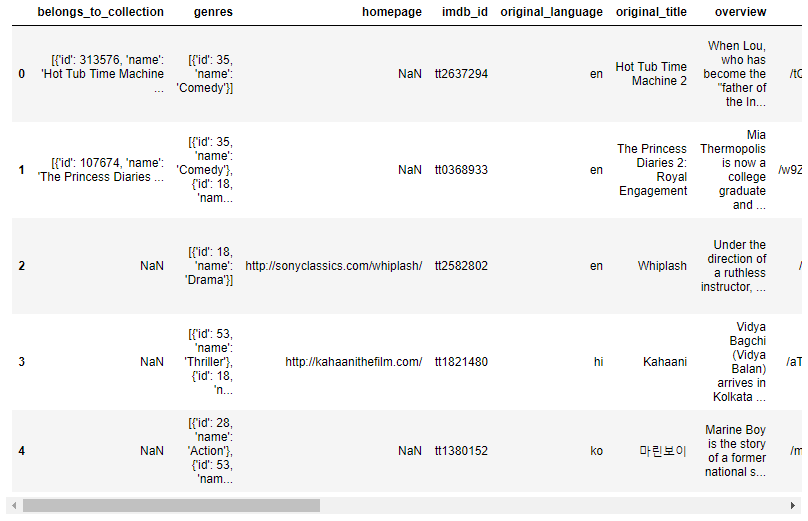 belongs_to_collection genres homepage imdb_id original_language original_title overview
0 [{'id': 313576, 'name': 'Hot Tub Time Machine ... [{'id': 35, 'name': 'Comedy'}] NaN tt2637294 en Hot Tub Time Machine 2 When Lou, who has become the "father of the In... /tQ
1 [{'id': 107674, 'name': 'The Princess Diaries ... [{'id': 35, 'name': 'Comedy'}, {'id': 18, 'nam... NaN tt0368933 en The Princess Diaries 2: Royal Engagement Mia Thermopolis is now a college graduate and ... /w9Z
2 NaN [{'id': 18, 'name': 'Drama'}] http://sonyclassics.com/whiplash/ tt2582802 en Whiplash Under the direction of a ruthless instructor, ... /
3 NaN [{'id': 53, 'name': 'Thriller'}, {'id': 18, 'n... http://kahaanithefilm.com/ tt1821480 hi Kahaani Vidya Bagchi (Vidya Balan) arrives in Kolkata ... /aT
4 NaN [{'id': 28, 'name': 'Action'}, {'id': 53, 'nam... NaN tt1380152 ko 마린보이 Marine Boy is the story of a former national s... /m